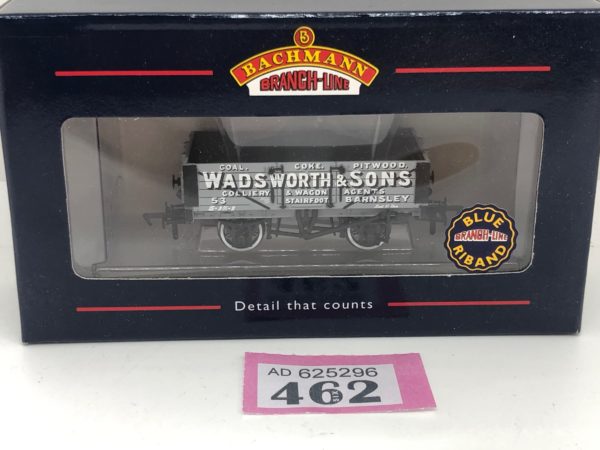 B
BACHMANN
BRANCH-LINE
COAL. COKE. PITWOOD.
WADSWORTH & SONS
COLLIERY & WAGON AGENTS
53 STAIRFOOT BARNSLEY
BLUE
BRANCH-LINE
RIBAND
Detail that counts
AD 625296
462